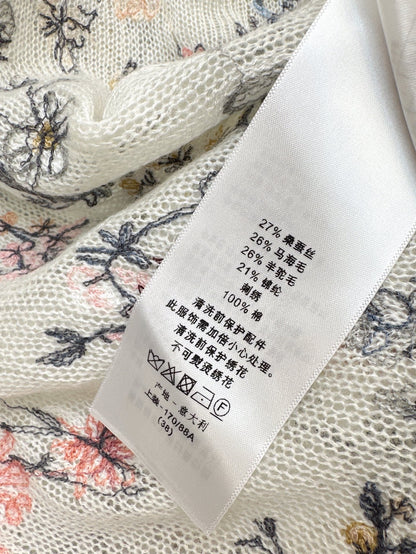 27% 桑蚕丝
26% 马海毛
26% 羊驼毛
21% 锦纶
刺绣
100% 棉
清洗前保护配件
此服饰需加倍小心处理。
清洗前保护绣花
不可熨烫绣花
F
产地-意大利
上装-170/88A
(38)